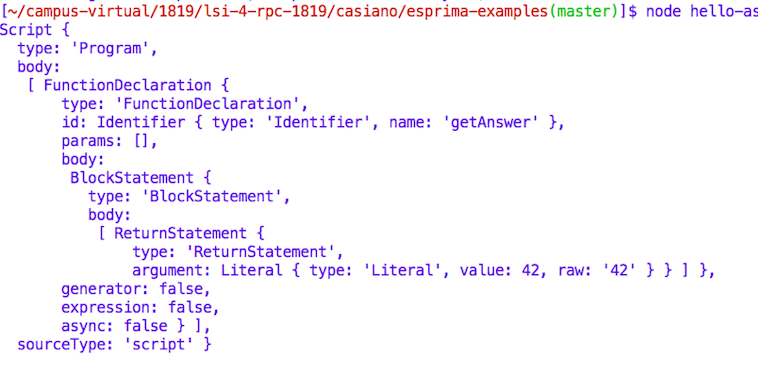 [~/campus-virtual/1819/lsi-4-rpc-1819/casiano/esprima-examples(master)]$ node hello-as
Script {
  type: 'Program',
  body:
   [ FunctionDeclaration {
       type: 'FunctionDeclaration',
       id: Identifier { type: 'Identifier', name: 'getAnswer' },
       params: [],
       body:
        BlockStatement {
          type: 'BlockStatement',
          body:
           [ ReturnStatement {
               type: 'ReturnStatement',
               argument: Literal { type: 'Literal', value: 42, raw: '42' } } ] },
       generator: false,
       expression: false,
       async: false } ],
  sourceType: 'script' }